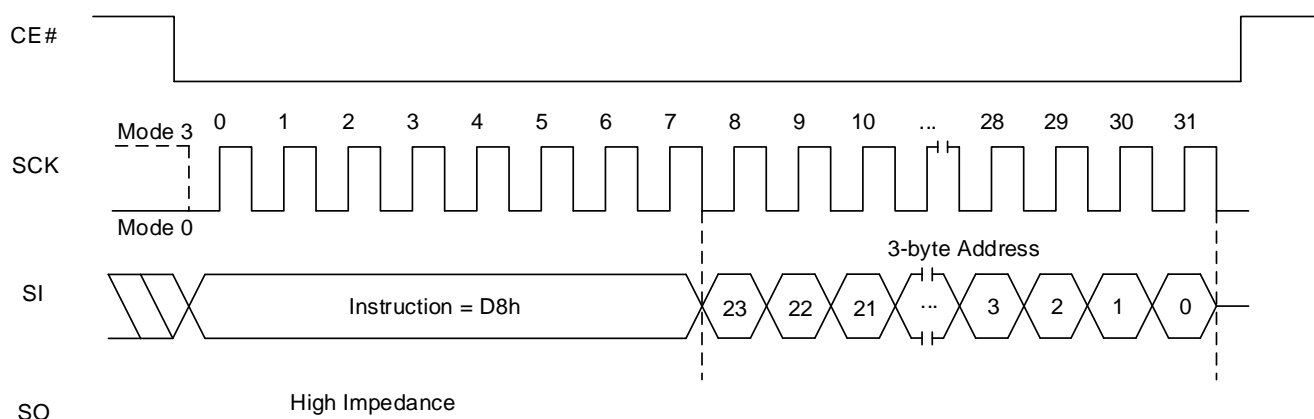 CE#
Mode 3
0 1 2 3 4 5 6 7 8 9 10 ... 28 29 30 31
SCK
Mode 0
3-byte Address
SI
Instruction = D8h
23 22 21 ... 3 2 1 0
High Impedance
SO